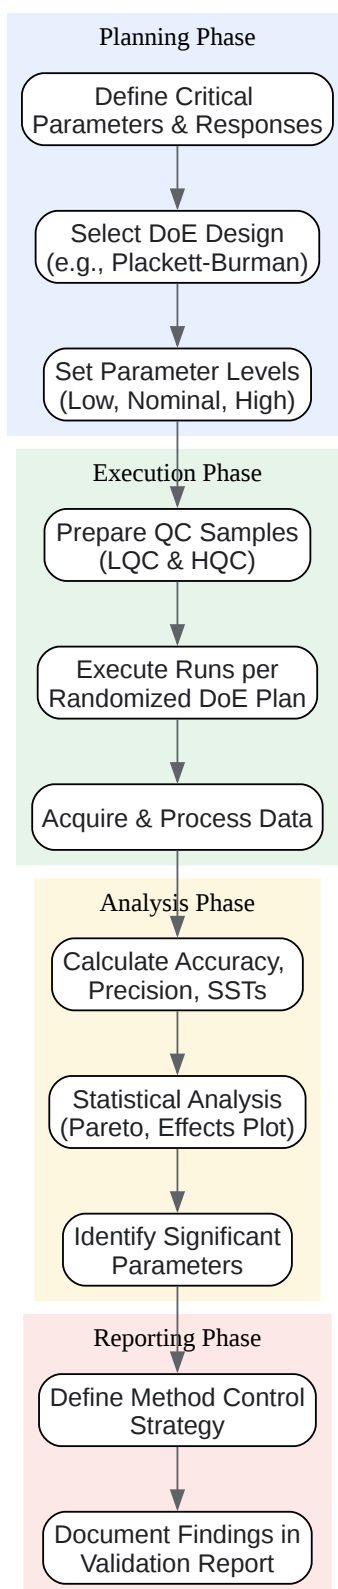 Planning Phase
Define Critical
Parameters & Responses
Select DoE Design
(e.g., Plackett-Burman)
Set Parameter Levels
(Low, Nominal, High)
Execution Phase
Prepare QC Samples
(LQC & HQC)
Execute Runs per
Randomized DoE Plan
Acquire & Process Data
Analysis Phase
Calculate Accuracy,
Precision, SSTs
Statistical Analysis
(Pareto, Effects Plot)
Identify Significant
Parameters
Reporting Phase
Define Method Control
Strategy
Document Findings in
Validation Report